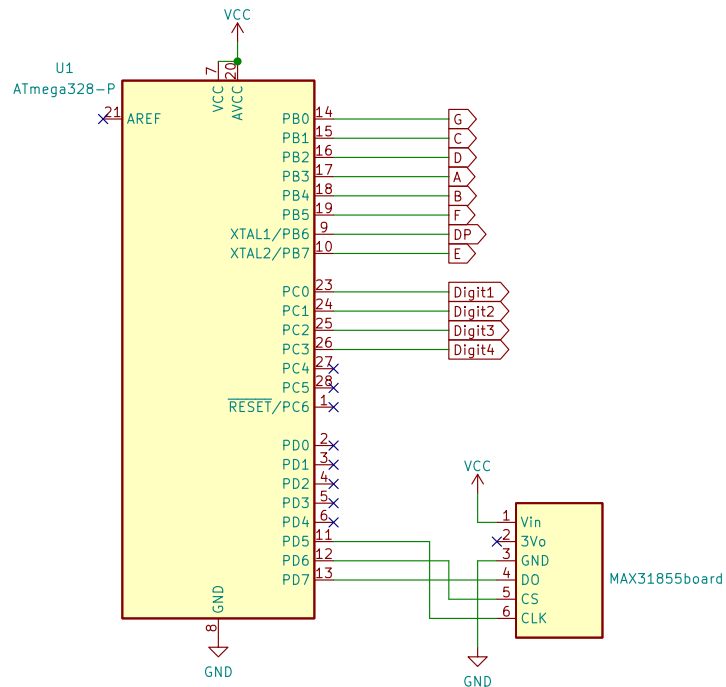 VCC
U1
ATmega328-P
7
20
VCC
AVCC
21 AREF
PB0 14 G
PB1 15 C
PB2 16 D
PB3 17 A
PB4 18 B
PB5 19 F
XTAL1/PB6 9 DP
XTAL2/PB7 10 E
PC0 23 Digit1
PC1 24 Digit2
PC2 25 Digit3
PC3 26 Digit4
PC4 27
PC5 28
RESET/PC6 1
PD0 2
PD1 3
PD2 4
PD3 5
PD4 6
PD5 11
PD6 12
PD7 13
GND
8
GND
VCC
1 Vin
2 3Vo
3 GND
4 DO
5 CS
6 CLK
MAX31855board
GND